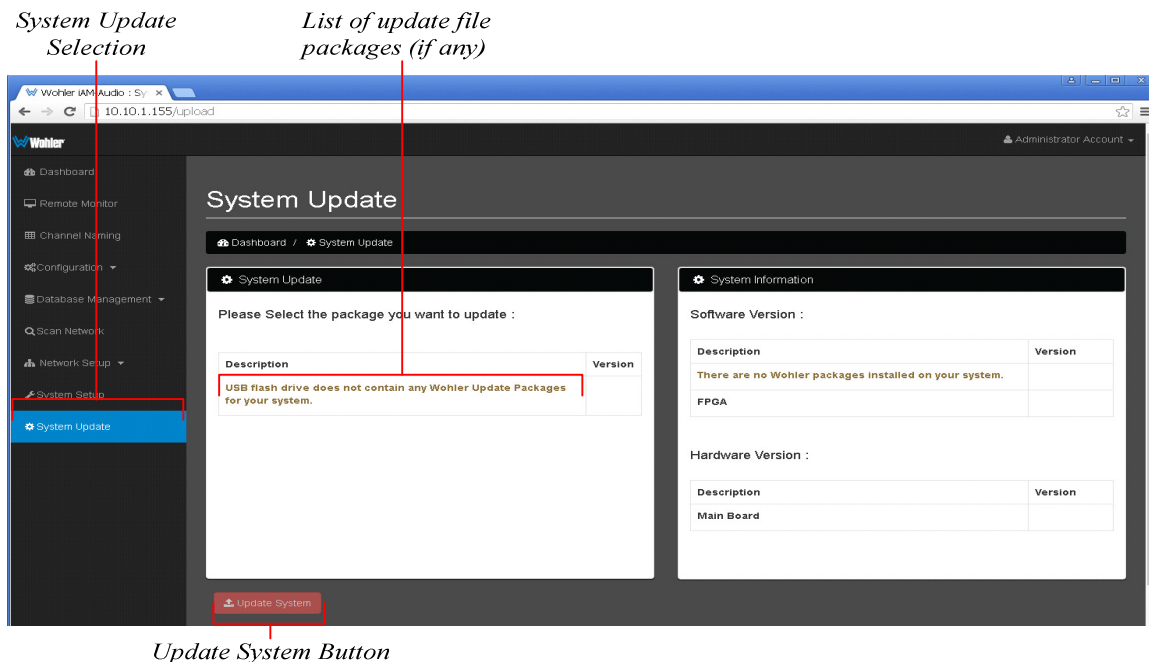 System Update
Selection
List of update file
packages (if any)
Wohler iAM-Audio : Sy
10.10.1.155/upload
Wohler
Administrator Account
Dashboard
Remote Monitor
Channel Naming
Configuration
Database Management
Scan Network
Network Setup
System Setup
System Update
System Update
Dashboard / System Update
System Update
Please Select the package you want to update :
Description Version
USB flash drive does not contain any Wohler Update Packages
for your system.
System Information
Software Version :
Description Version
There are no Wohler packages installed on your system.
FPGA
Hardware Version :
Description Version
Main Board
Update System
Update System Button